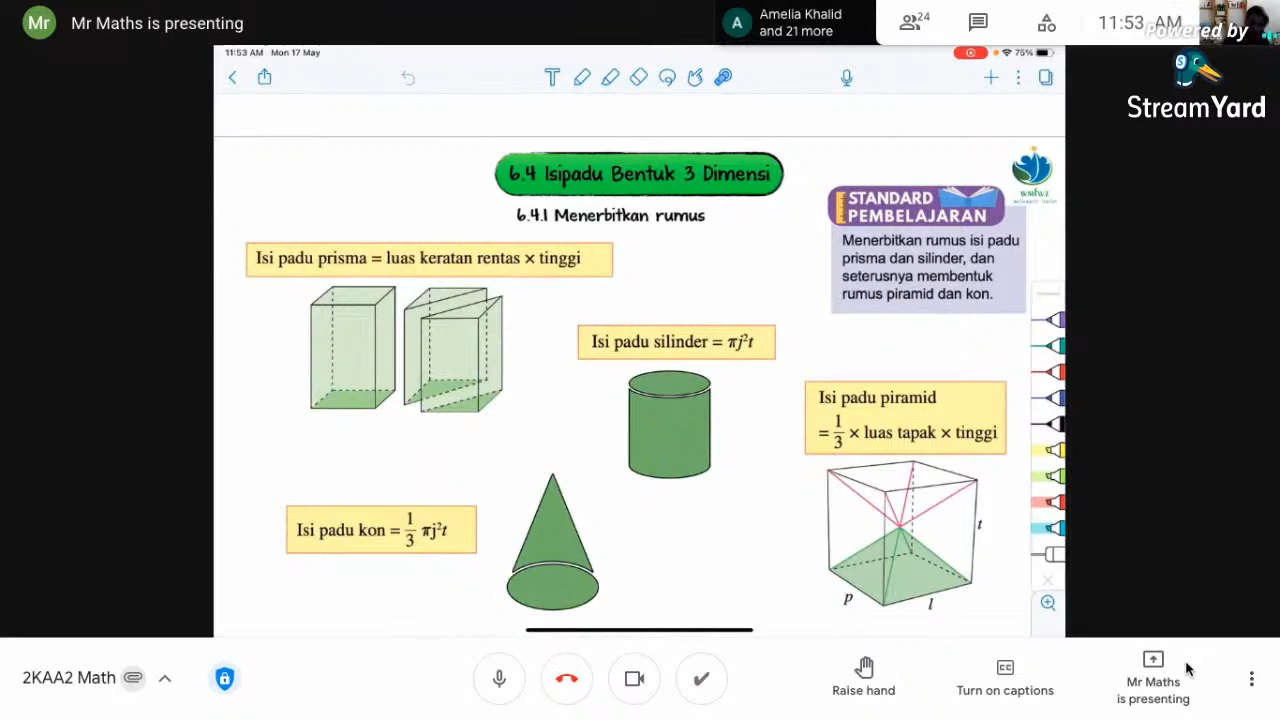 Mr
Mr Maths is presenting
A
Amelia Khalid
and 21 more
24
11:53 AM
Powered by
StreamYard
11:53 AM Mon 17 May
75%
6.4 Isipadu Bentuk 3 Dimensi
6.4.1 Menerbitkan rumus
STANDARD
PEMBELAJARAN
Menerbitkan rumus isi padu
prisma dan silinder, dan
seterusnya membentuk
rumus piramid dan kon.
Isi padu prisma = luas keratan rentas × tinggi
Isi padu silinder = πj²t
Isi padu piramid
= 1/3 × luas tapak × tinggi
Isi padu kon = 1/3 πj²t
t
p
l
2KAA2 Math
Raise hand
Turn on captions
Mr Maths
is presenting